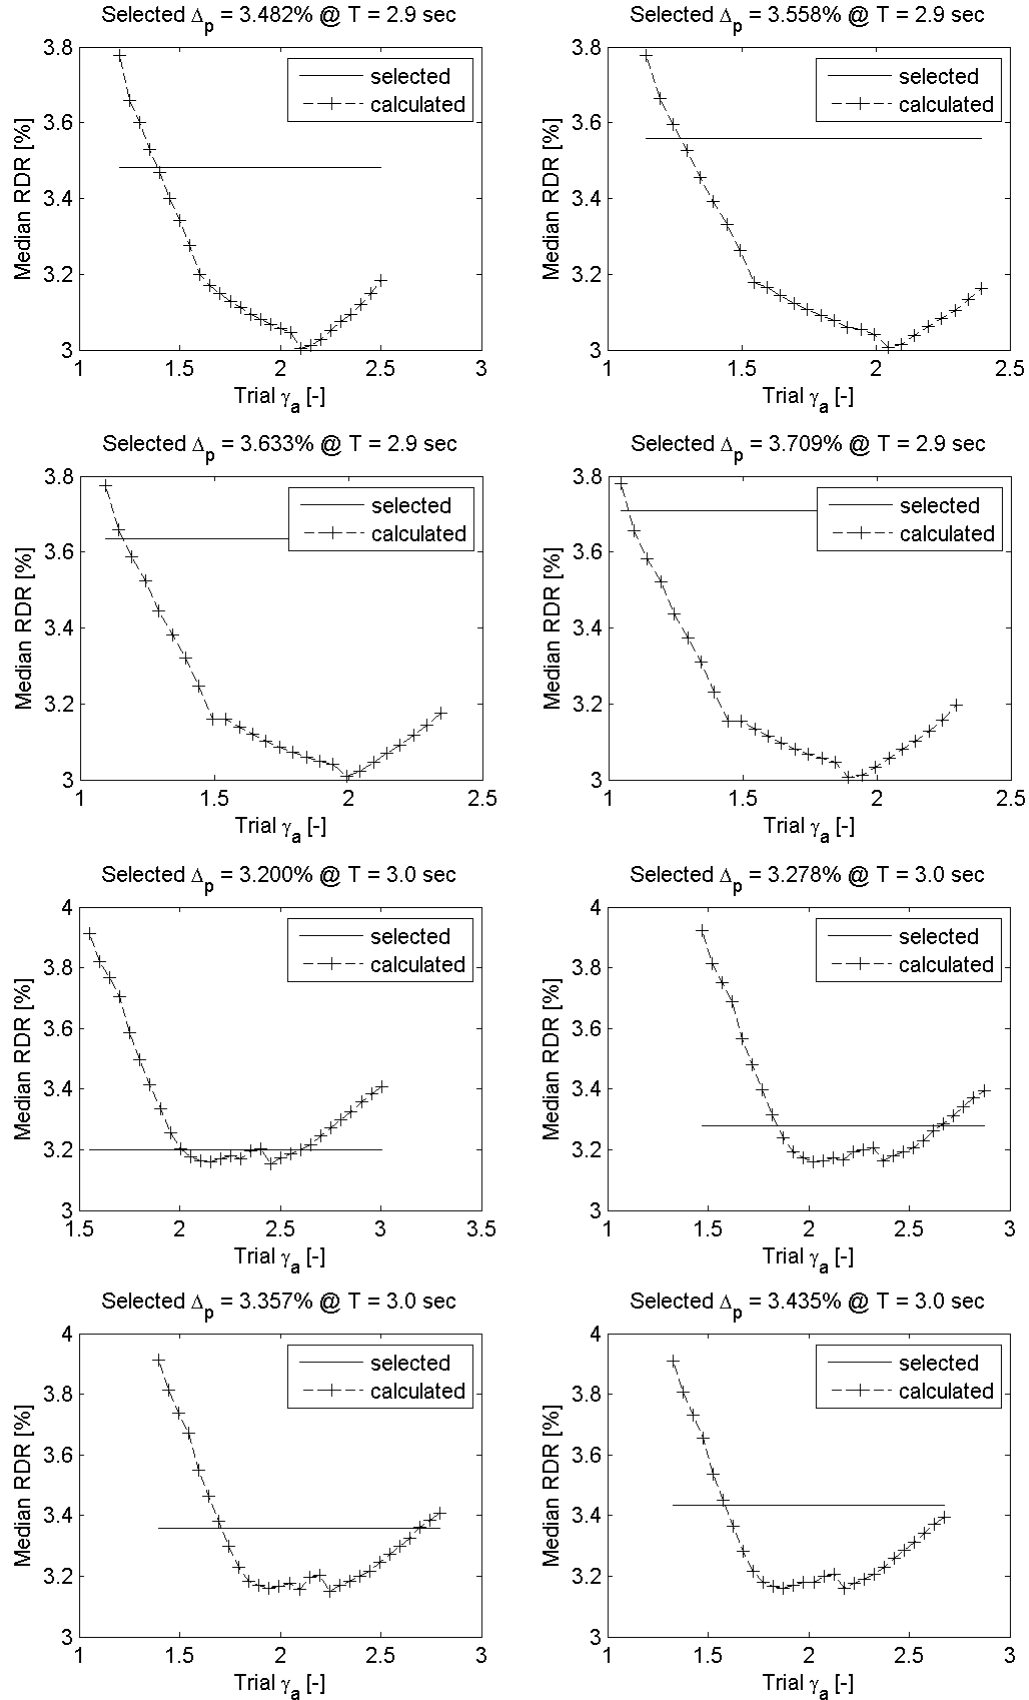 Selected Δp = 3.482% @ T = 2.9 sec
3.8
3.6
3.4
3.2
3
Median RDR [%]
selected
calculated
1
1.5
2
2.5
3
Trial γa [-]
Selected Δp = 3.558% @ T = 2.9 sec
3.8
3.6
3.4
3.2
3
Median RDR [%]
selected
calculated
1
1.5
2
2.5
Trial γa [-]
Selected Δp = 3.633% @ T = 2.9 sec
3.8
3.6
3.4
3.2
3
Median RDR [%]
selected
calculated
1
1.5
2
2.5
Trial γa [-]
Selected Δp = 3.709% @ T = 2.9 sec
3.8
3.6
3.4
3.2
3
Median RDR [%]
selected
calculated
1
1.5
2
2.5
Trial γa [-]
Selected Δp = 3.200% @ T = 3.0 sec
4
3.8
3.6
3.4
3.2
3
Median RDR [%]
selected
calculated
1.5
2
2.5
3
3.5
Trial γa [-]
Selected Δp = 3.278% @ T = 3.0 sec
4
3.8
3.6
3.4
3.2
3
Median RDR [%]
selected
calculated
1
1.5
2
2.5
3
Trial γa [-]
Selected Δp = 3.357% @ T = 3.0 sec
4
3.8
3.6
3.4
3.2
3
Median RDR [%]
selected
calculated
1
1.5
2
2.5
3
Trial γa [-]
Selected Δp = 3.435% @ T = 3.0 sec
4
3.8
3.6
3.4
3.2
3
Median RDR [%]
selected
calculated
1
1.5
2
2.5
3
Trial γa [-]